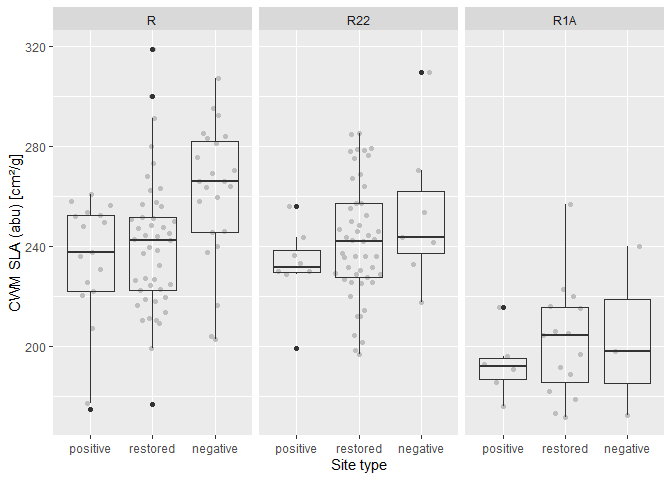 R R22 R1A
CWM SLA (abu) [cm²/g]
320
280
240
200
positive restored negative positive restored negative positive restored negative
Site type